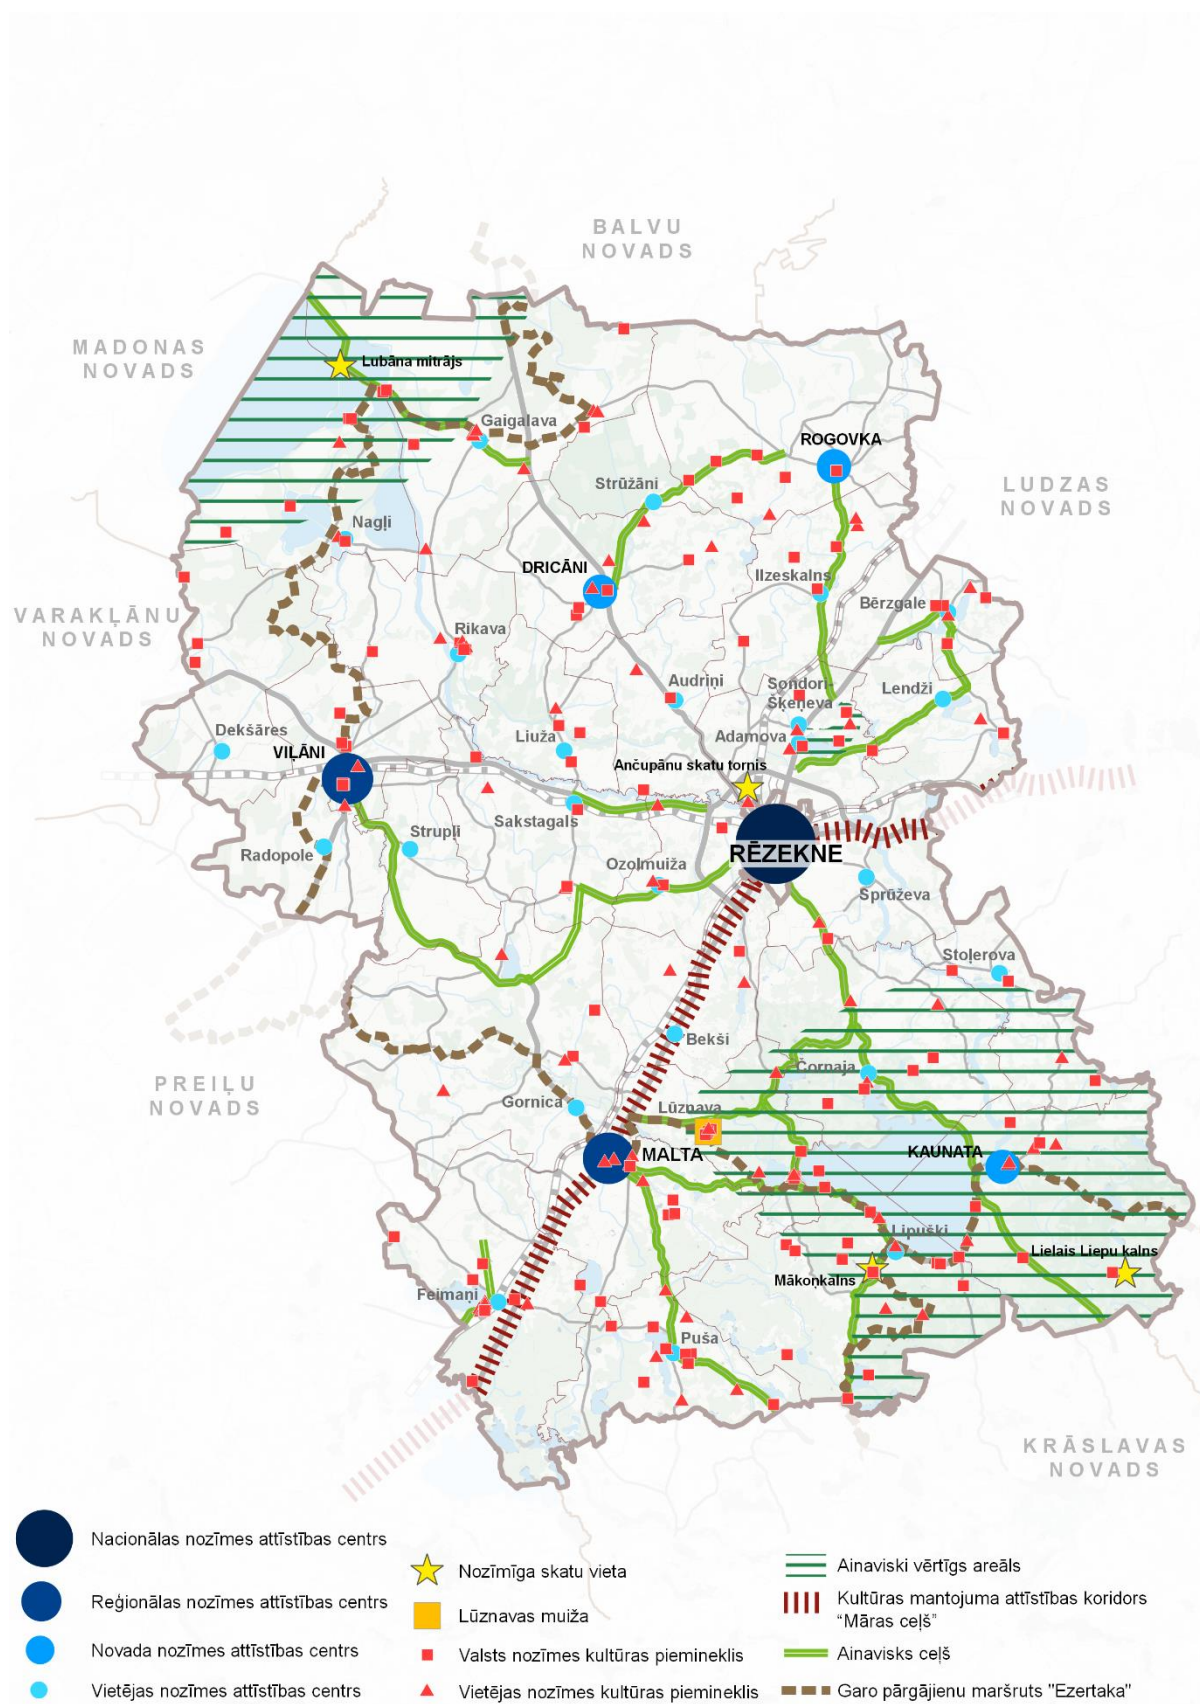 BALVU
NOVADS
MADONAS
NOVADS
Lubāna mitrājs
Gaigalava
ROGOVKA
Strūžāni
LUDZAS
NOVADS
Nagļi
DRICĀNI
Ilzeskalns
Bērzgale
VARAKĻĀNU
NOVADS
Rikava
Audriņi
Sondori-
Škeņeva
Lendži
Dekšāres
Liuža
Adamova
VIĻĀNI
Ančupānu skatu tornis
Sakstagals
Strupļi
Radopole
RĒZEKNE
Ozolmuiža
Sprūževa
Stoļerova
Bekši
Čornaja
PREIĻU
NOVADS
Gornica
Lūznava
MALTA
KAUNATA
Lipuški
Lielais Liepu kalns
Mākoņkalns
Feimaņi
Puša
KRĀSLAVAS
NOVADS
Nacionālas nozīmes attīstības centrs
Reģionālas nozīmes attīstības centrs
Novada nozīmes attīstības centrs
Vietējas nozīmes attīstības centrs
Nozīmīga skatu vieta
Lūznavas muiža
Valsts nozīmes kultūras piemineklis
Vietējas nozīmes kultūras piemineklis
Ainaviski vērtīgs areāls
Kultūras mantojuma attīstības koridors
“Māras ceļš”
Ainavisks ceļš
Garo pārgājienu maršruts "Ezertaka"